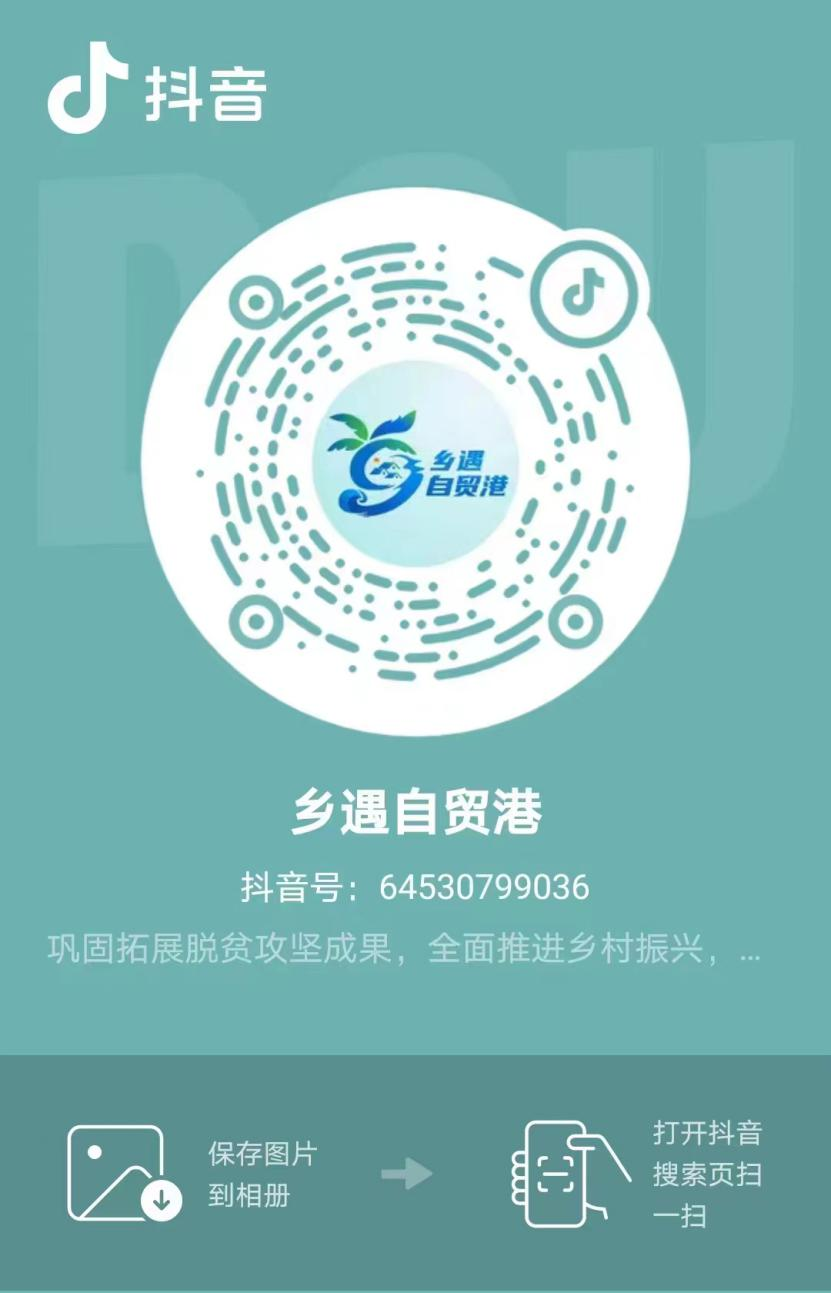 抖音
DOU
乡遇
自贸港
乡遇自贸港
抖音号：64530799036
巩固拓展脱贫攻坚成果，全面推进乡村振兴，...
保存图片
到相册
打开抖音
搜索页扫
一扫